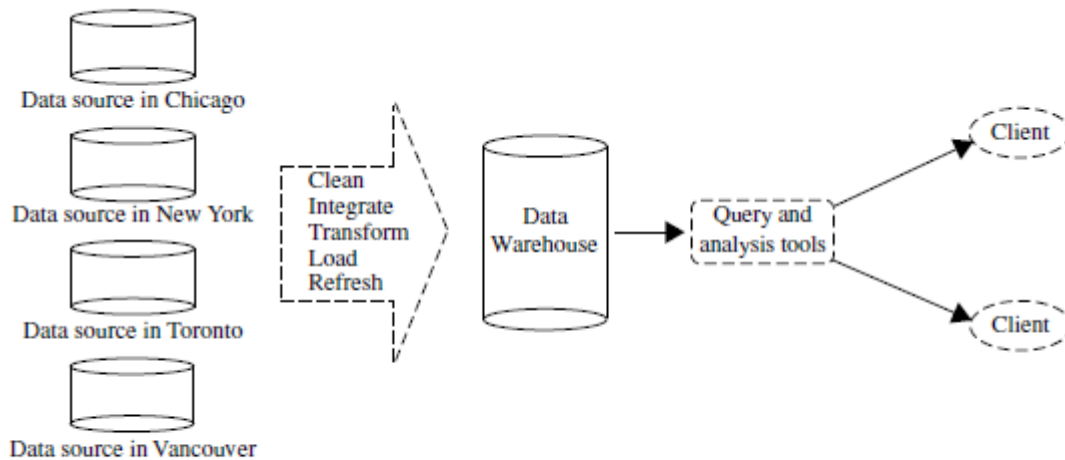 Data source in Chicago
Data source in New York
Data source in Toronto
Data source in Vancouver
Clean
Integrate
Transform
Load
Refresh
Data
Warehouse
Query and
analysis tools
Client
Client